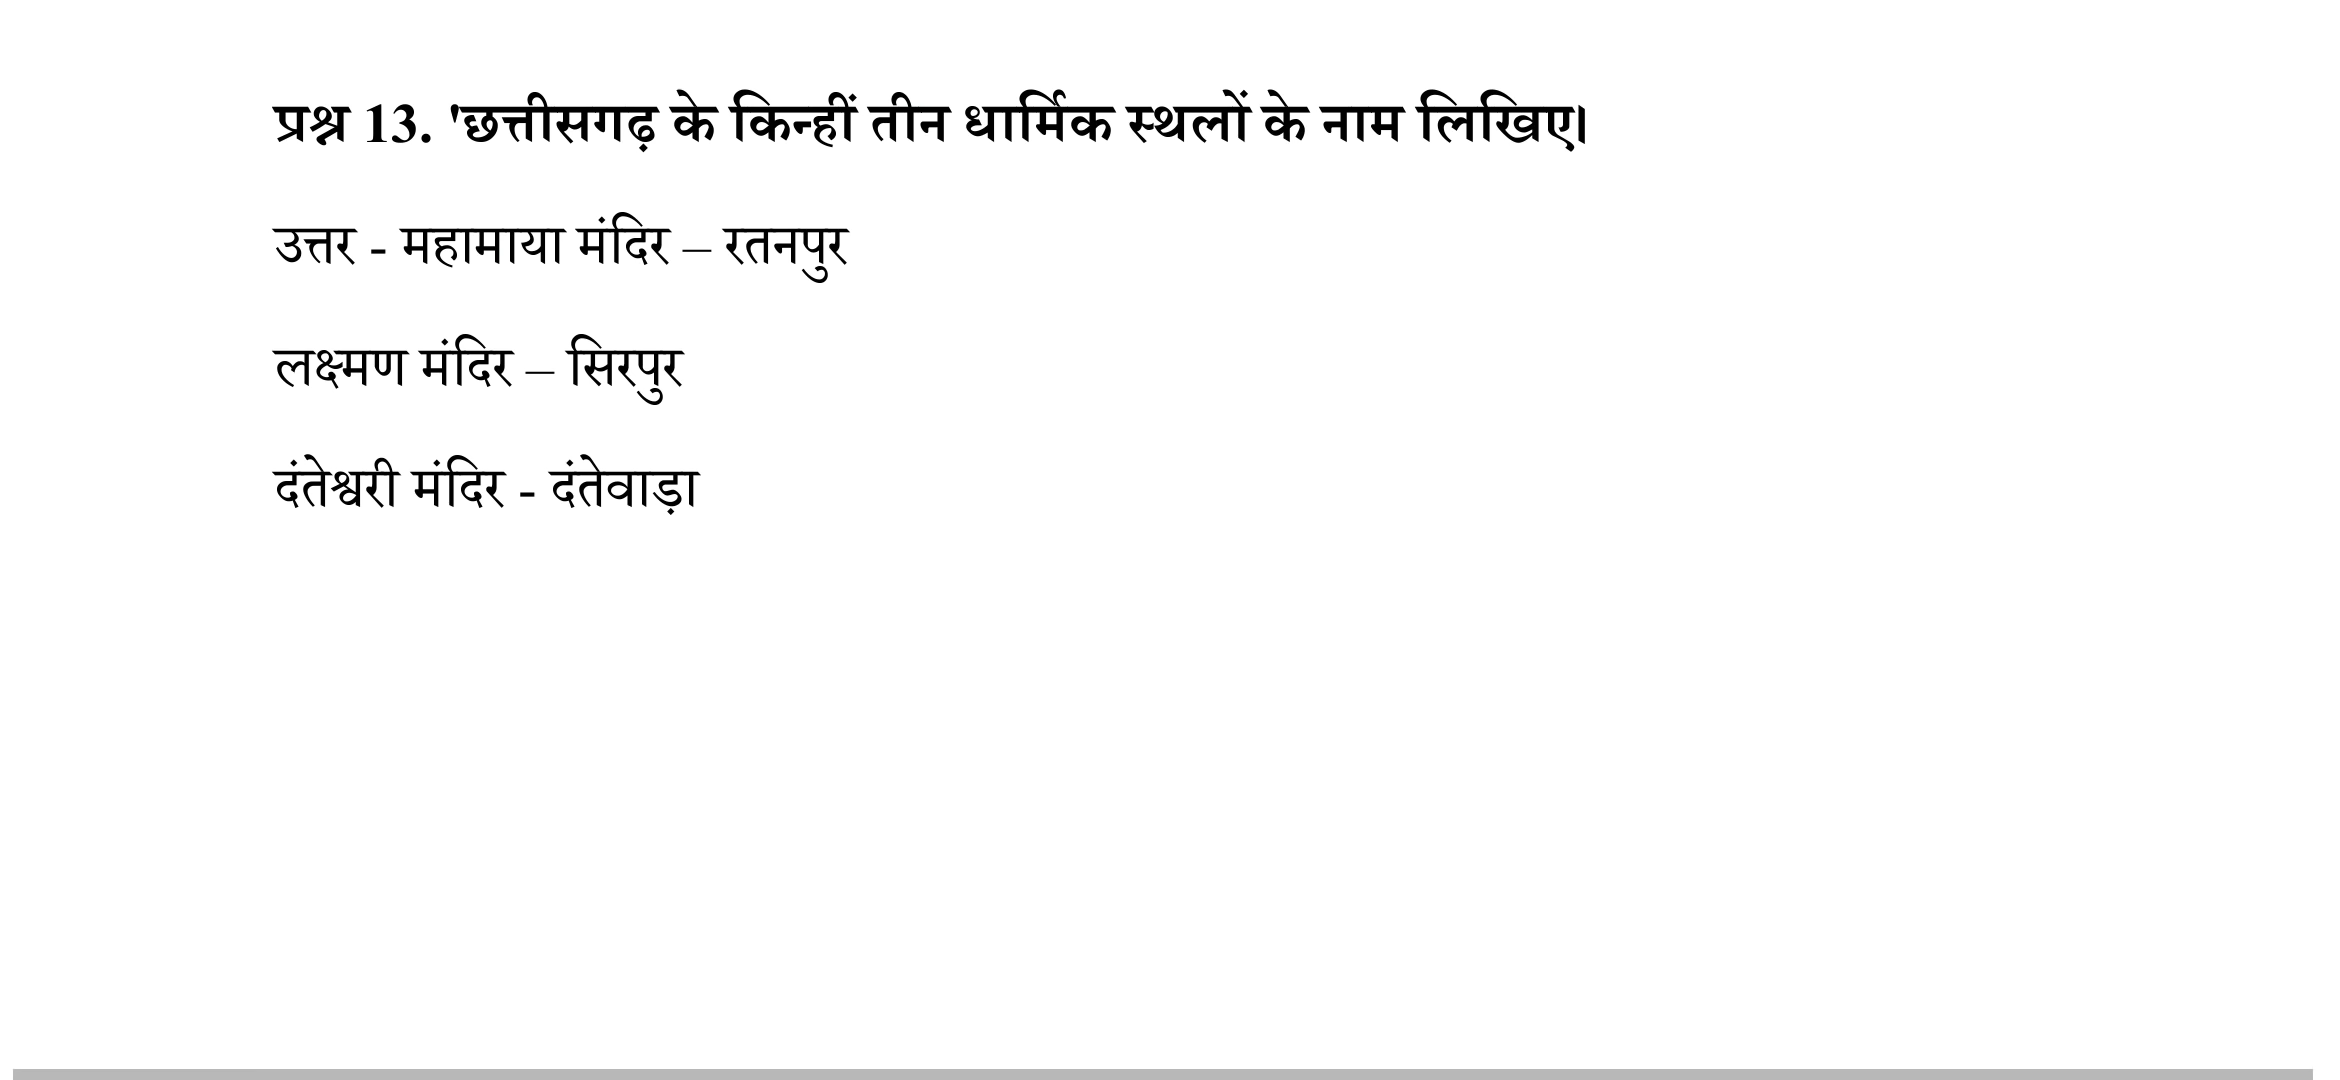 प्रश्न 13. 'छत्तीसगढ़ के किन्हीं तीन धार्मिक स्थलों के नाम लिखिए।
उत्तर - महामाया मंदिर – रतनपुर
लक्ष्मण मंदिर – सिरपुर
दंतेश्वरी मंदिर - दंतेवाड़ा